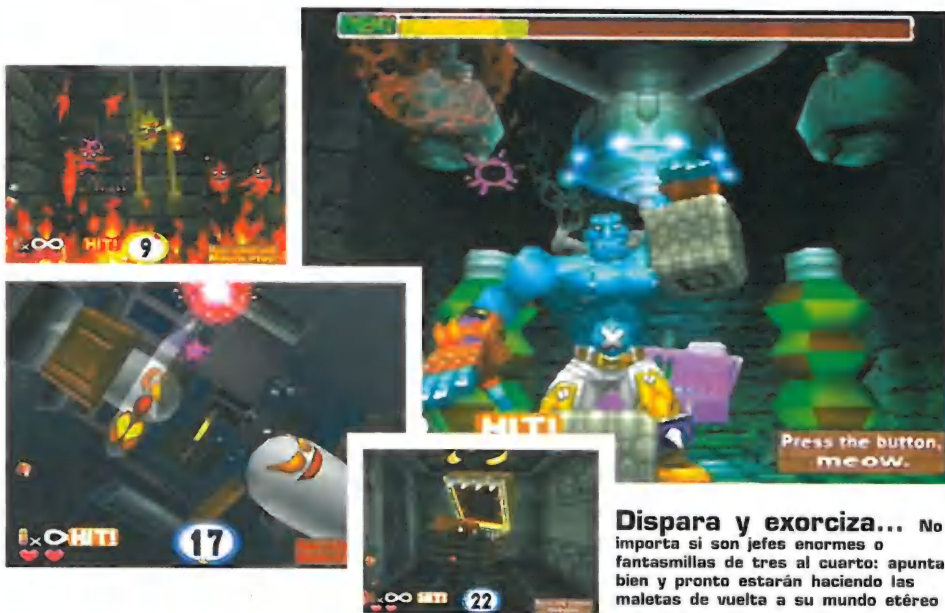 HIT!
9
HIT!
Press the button,
meow.
HIT!
17
22
Dispara y exorciza... No
importa si son jefes enormes o
fantasmillas de tres al cuarto: apunta
bien y pronto estarán haciendo las
maletas de vuelta a su mundo etéreo